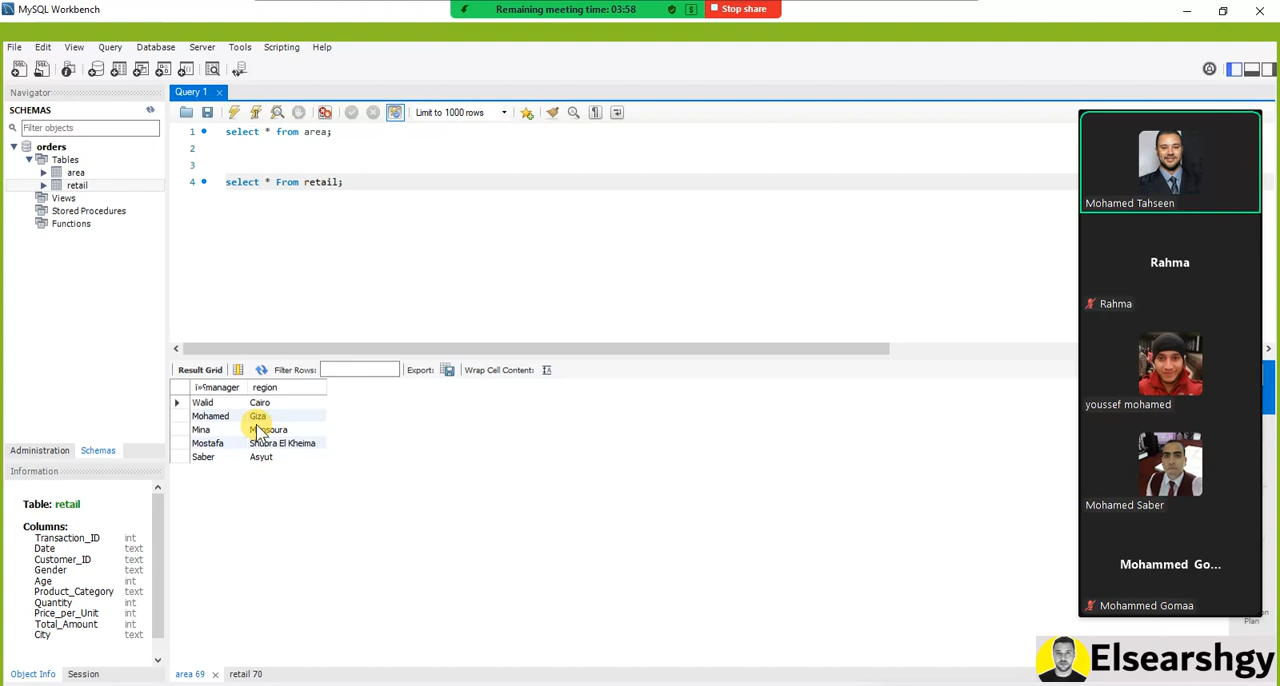 MySQL Workbench
Remaining meeting time: 03:58
Stop share
File Edit View Query Database Server Tools Scripting Help
Navigator
SCHEMAS
Filter objects
orders
Tables
area
retail
Views
Stored Procedures
Functions
Administration Schemas
Information
Table: retail
Columns:
Transaction_ID int
Date text
Customer_ID text
Gender text
Age int
Product_Category text
Quantity int
Price_per_Unit int
Total_Amount int
City text
Object Info Session
Query 1
Limit to 1000 rows
1 select * from area;
2
3
4 select * From retail;
Result Grid Filter Rows: Export: Wrap Cell Content:
ï»¿manager region
Walid Cairo
Mohamed Giza
Mina Mansoura
Mostafa Shubra El Kheima
Saber Asyut
area 69 retail 70
Mohamed Tahseen
Rahma
Rahma
youssef mohamed
Mohamed Saber
Mohammed Go...
Mohammed Gomaa
Plan
Elsearshgy